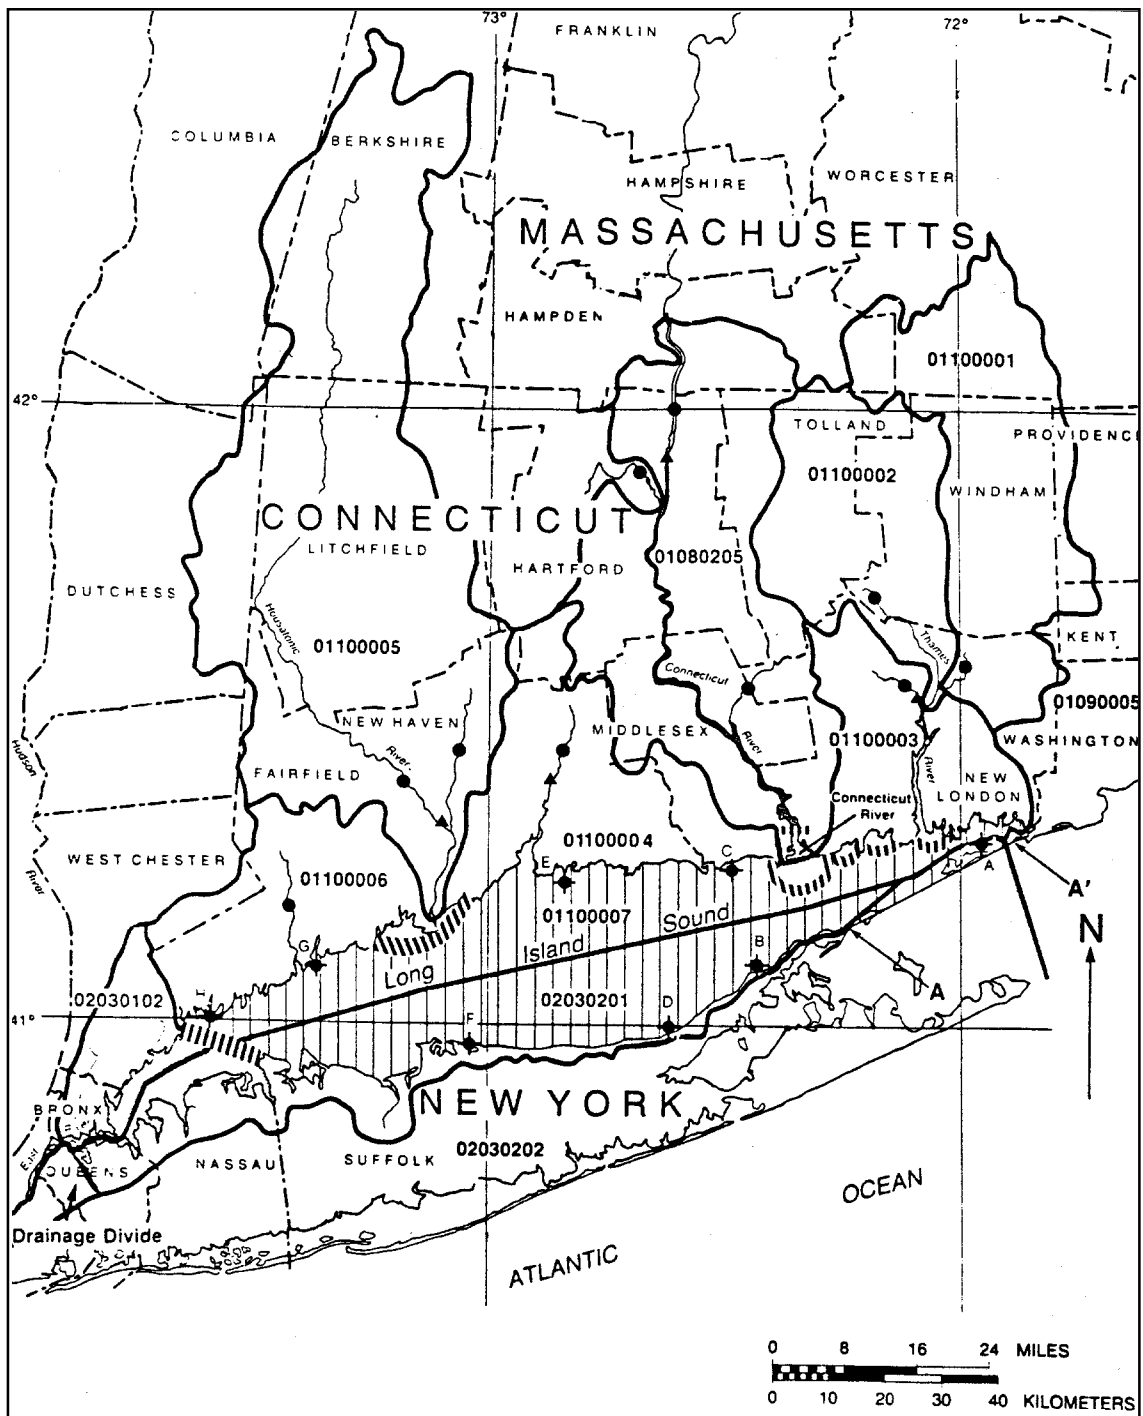 73°
72°
FRANKLIN
COLUMBIA
BERKSHIRE
HAMPSHIRE
WORCESTER
MASSACHUSETTS
HAMPDEN
01100001
42°
TOLLAND
PROVIDENC
01100002
WINDHAM
CONNECTICUT
LITCHFIELD
HARTFORD
01080205
DUTCHESS
Housatonic
01100005
Thames
KENT
Connecticut
01090005
NEW HAVEN
MIDDLESEX
River
01100003
WASHINGTON
Hudson
River
FAIRFIELD
River
NEW
LONDON
Connecticut
River
WEST CHESTER
01100004
01100006
E
C
A
A'
River
01100007
Sound
N
G
Island
B
Long
02030102
H
02030201
D
A
41°
F
BRONX
NEW YORK
East
QUEENS
NASSAU
SUFFOLK
02030202
OCEAN
Drainage Divide
ATLANTIC
0 8 16 24 MILES
0 10 20 30 40 KILOMETERS